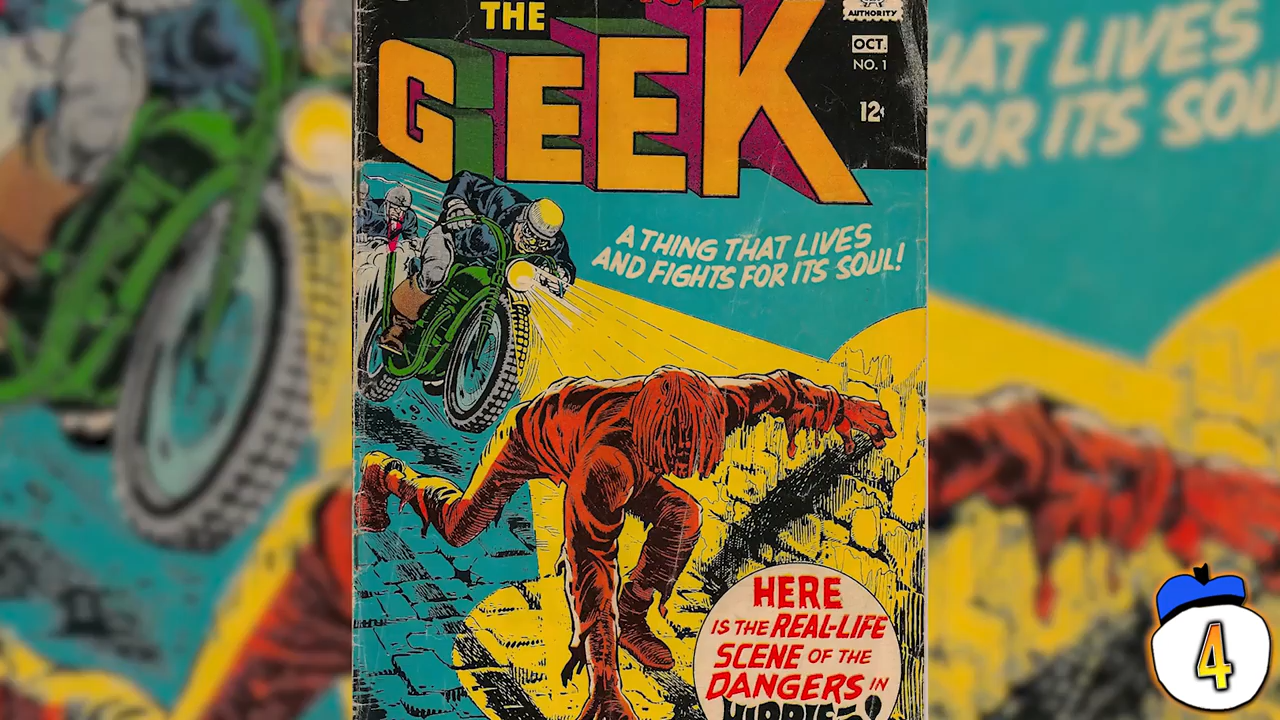 THE
GEEK
AUTHORITY
OCT.
NO. 1
12¢
A THING THAT LIVES
AND FIGHTS FOR ITS SOUL!
HERE
IS THE REAL-LIFE
SCENE OF THE
DANGERS IN
HAT LIVES
FOR ITS SOU
4